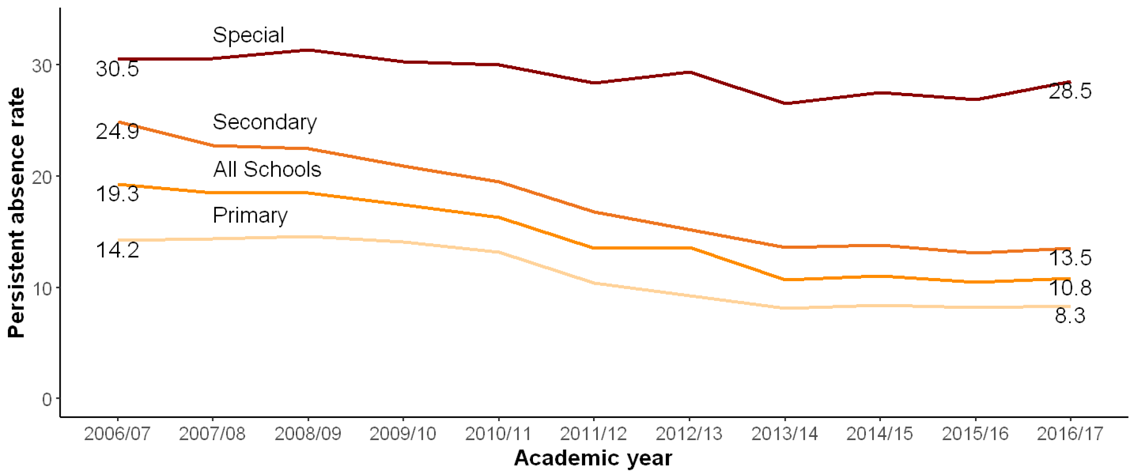 Special
30
30.5
28.5
Secondary
24.9
All Schools
20
19.3
Primary
14.2
13.5
10
10.8
8.3
0
Persistent absence rate
2006/07 2007/08 2008/09 2009/10 2010/11 2011/12 2012/13 2013/14 2014/15 2015/16 2016/17
Academic year